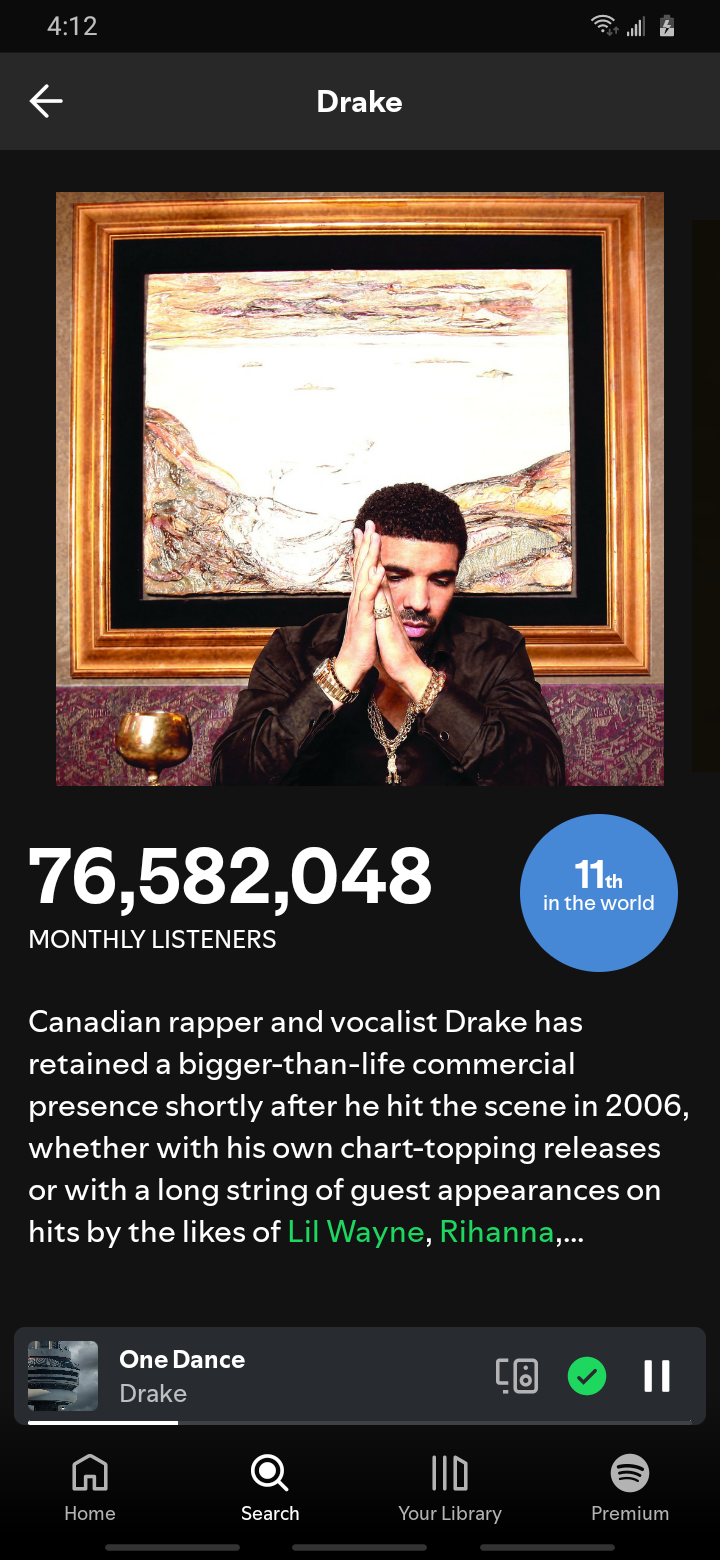 4:12
Drake
76,582,048
MONTHLY LISTENERS
11th
in the world
Canadian rapper and vocalist Drake has
retained a bigger-than-life commercial
presence shortly after he hit the scene in 2006,
whether with his own chart-topping releases
or with a long string of guest appearances on
hits by the likes of Lil Wayne, Rihanna,...
One Dance
Drake
Home
Search
Your Library
Premium